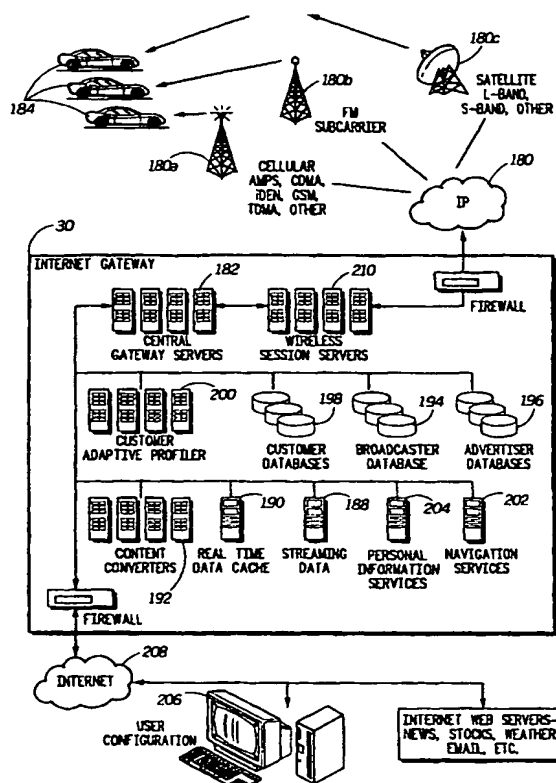 180c
SATELLITE
L-BAND,
S-BAND, OTHER
184
180b
FM
SUBCARRIER
180a
CELLULAR
AMPS, CDMA,
iDEN, GSM,
TDMA, OTHER
180
IP
30
INTERNET GATEWAY
182
210
FIREWALL
CENTRAL
GATEWAY SERVERS
WIRELESS
SESSION SERVERS
200
198
194
196
CUSTOMER
ADAPTIVE PROFILER
CUSTOMER
DATABASES
BROADCASTER
DATABASE
ADVERTISER
DATABASES
190
188
204
202
CONTENT
CONVERTERS
192
REAL TIME
DATA CACHE
STREAMING
DATA
PERSONAL
INFORMATION
SERVICES
NAVIGATION
SERVICES
FIREWALL
208
INTERNET
206
USER
CONFIGURATION
INTERNET WEB SERVERS-
NEWS, STOCKS, WEATHER
EMAIL, ETC.